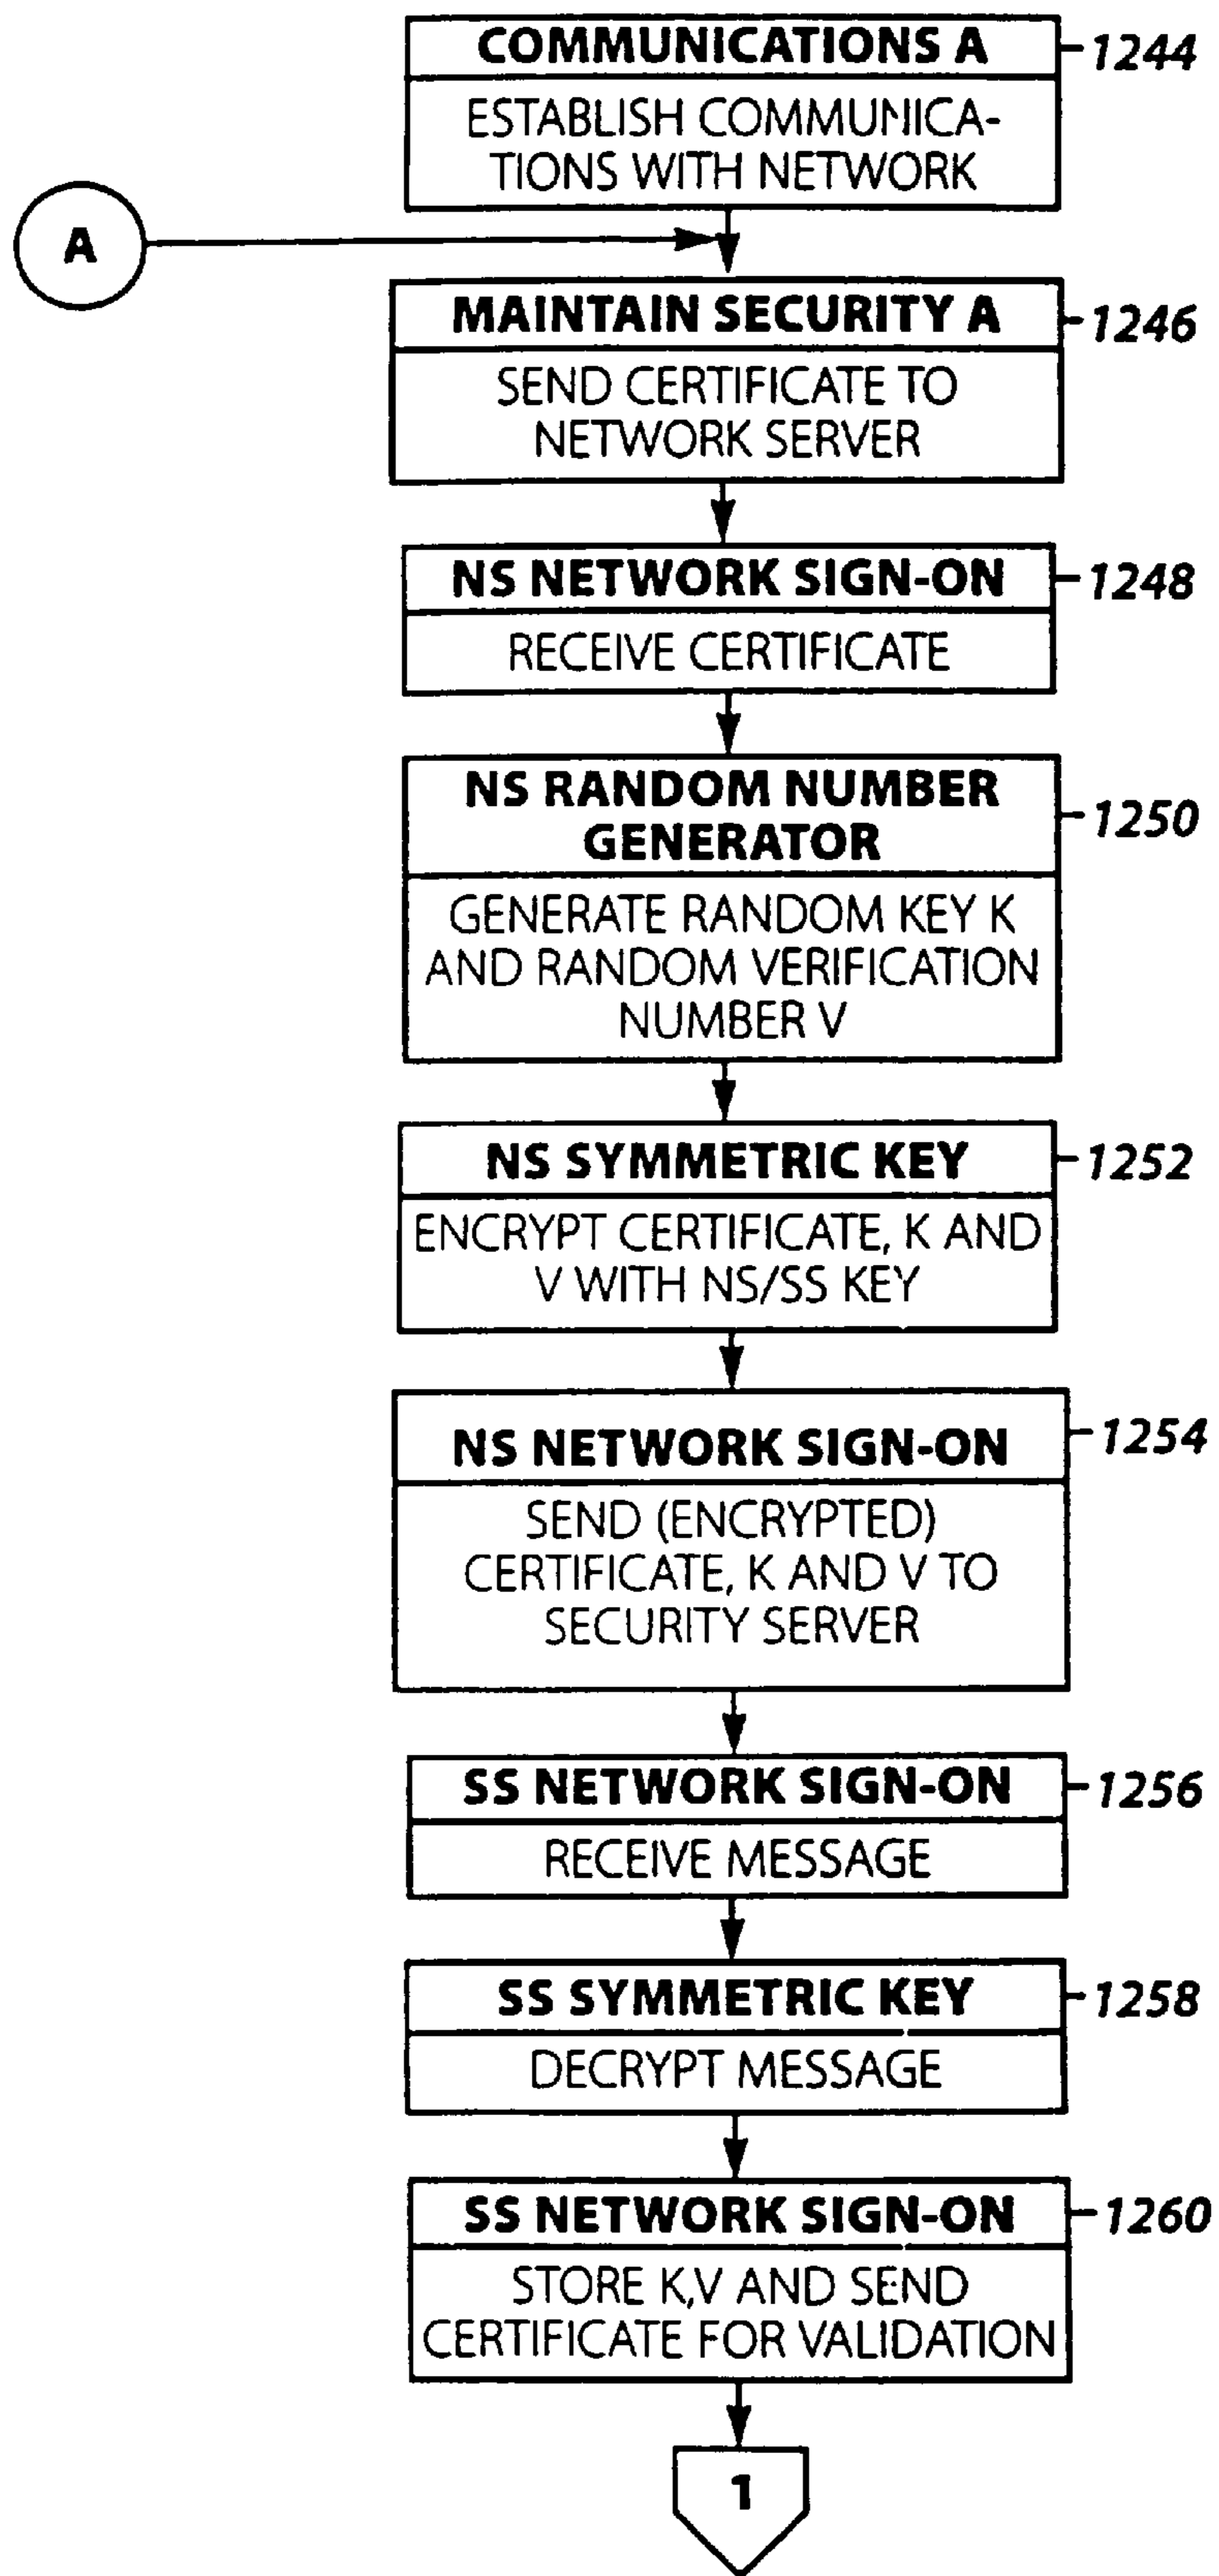 COMMUNICATIONS A
1244
ESTABLISH COMMUNICA-
TIONS WITH NETWORK
A
MAINTAIN SECURITY A
1246
SEND CERTIFICATE TO
NETWORK SERVER
NS NETWORK SIGN-ON
1248
RECEIVE CERTIFICATE
NS RANDOM NUMBER
GENERATOR
1250
GENERATE RANDOM KEY K
AND RANDOM VERIFICATION
NUMBER V
NS SYMMETRIC KEY
1252
ENCRYPT CERTIFICATE, K AND
V WITH NS/SS KEY
NS NETWORK SIGN-ON
1254
SEND (ENCRYPTED)
CERTIFICATE, K AND V TO
SECURITY SERVER
SS NETWORK SIGN-ON
1256
RECEIVE MESSAGE
SS SYMMETRIC KEY
1258
DECRYPT MESSAGE
SS NETWORK SIGN-ON
1260
STORE K,V AND SEND
CERTIFICATE FOR VALIDATION
1